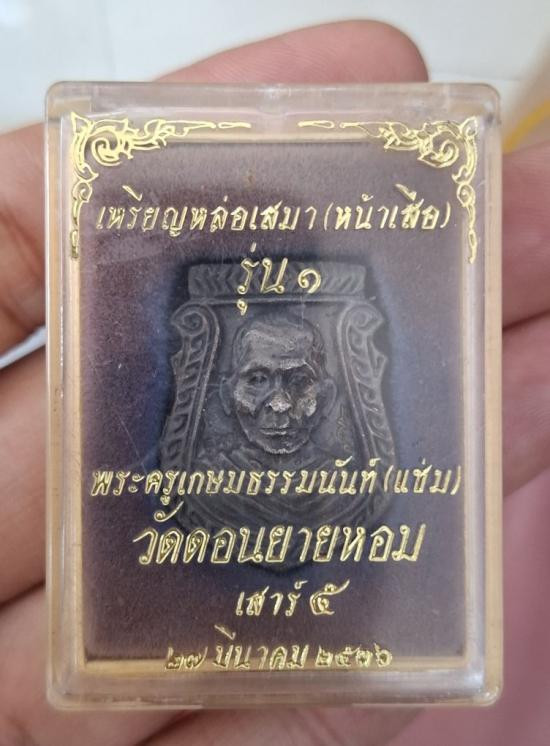 เหรียญหล่อเสมา(หน้าเสือ)
รุ่น ๑
พระครูเกษมธรรมนันท์(แช่ม)
วัดดอนยายหอม
เสาร์ ๕
๒๗ มีนาคม ๒๕๓๖